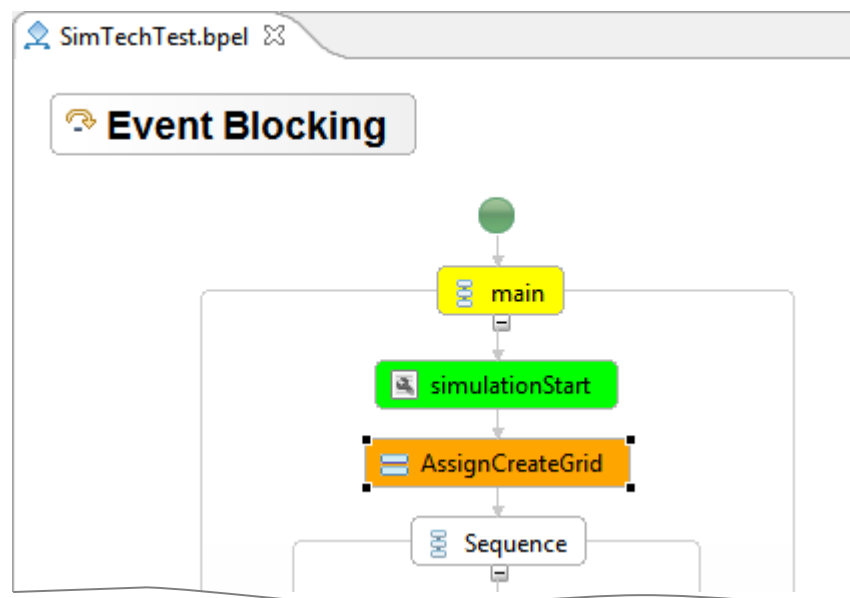 SimTechTest.bpel
Event Blocking
main
simulationStart
AssignCreateGrid
Sequence